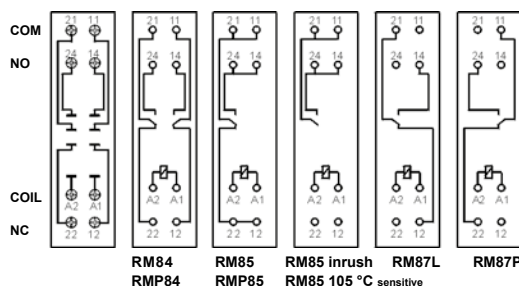 21 11 21 11 21 11 21 11 21 11 21 11
COM
NO
24 14 24 14 24 14 24 14 24 14 24 14
COIL
A2 A1 A2 A1 A2 A1 A2 A1 A2 A1 A2 A1
NC
22 12 22 12 22 12 22 12 22 12 22 12
RM84 RM85 RM85 inrush RM87L RM87P
RMP84 RMP85 RM85 105 °C sensitive